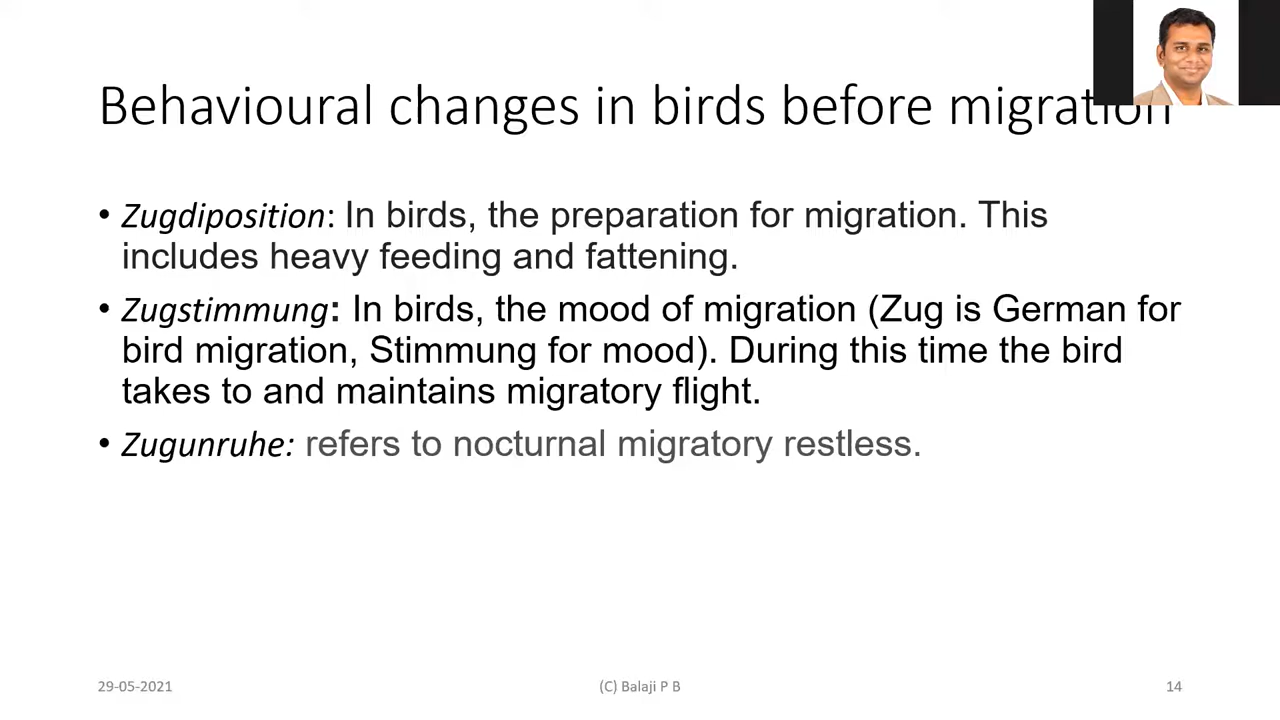 Behavioural changes in birds before migration
• Zugdiposition: In birds, the preparation for migration. This
includes heavy feeding and fattening.
• Zugstimmung: In birds, the mood of migration (Zug is German for
bird migration, Stimmung for mood). During this time the bird
takes to and maintains migratory flight.
• Zugunruhe: refers to nocturnal migratory restless.
29-05-2021
(C) Balaji P B
14